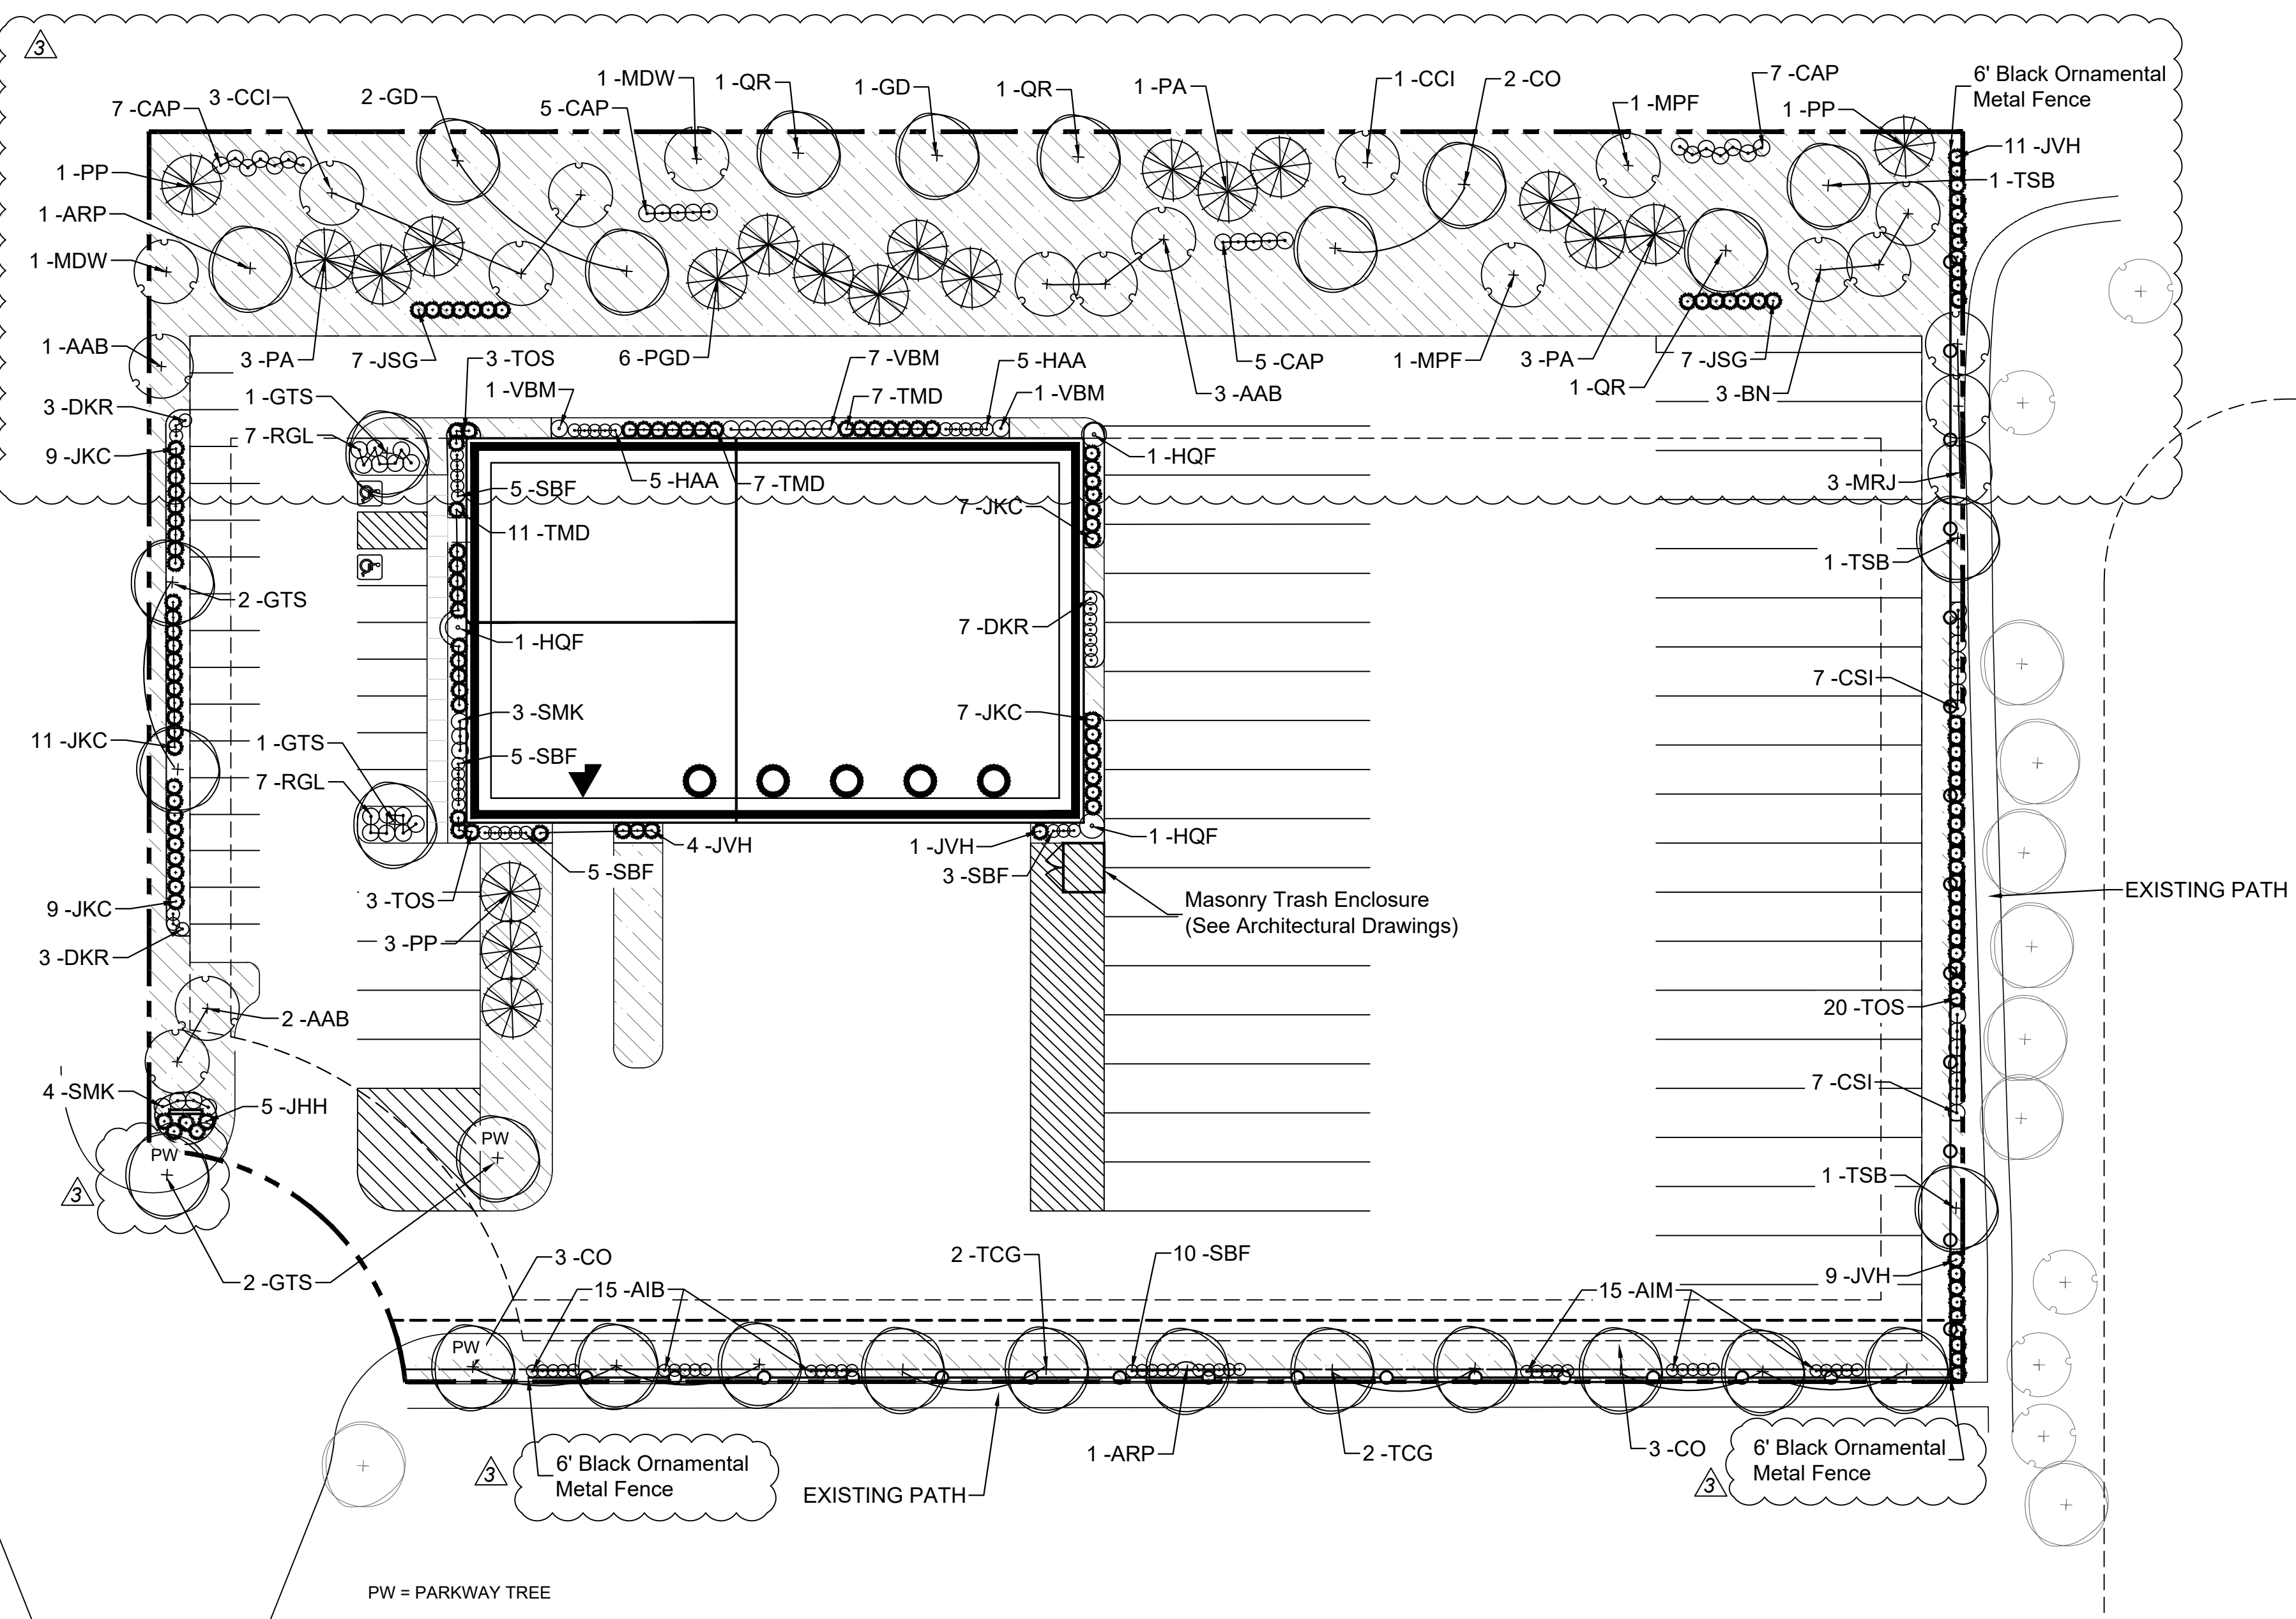 3
1 -MDW
1 -QR
1 -GD
1 -QR
1 -PA
1 -CCI
2 -CO
7 -CAP
6' Black Ornamental
Metal Fence
7 -CAP
3 -CCI
2 -GD
5 -CAP
1 -MPF
1 -PP
11 -JVH
1 -PP
1 -TSB
1 -ARP
1 -MDW
1 -AAB
3 -PA
7 -JSG
3 -TOS
6 -PGD
7 -VBM
5 -HAA
5 -CAP
1 -MPF
3 -PA
7 -JSG
1 -GTS
1 -VBM
7 -TMD
1 -VBM
3 -AAB
1 -QR
3 -BN
3 -DKR
7 -RGL
9 -JKC
1 -HQF
5 -SBF
5 -HAA
7 -TMD
3 -MRJ
7 -JKC
11 -TMD
1 -TSB
2 -GTS
1 -HQF
7 -DKR
7 -CSI
3 -SMK
7 -JKC
11 -JKC
1 -GTS
5 -SBF
7 -RGL
4 -JVH
1 -JVH
1 -HQF
5 -SBF
3 -SBF
EXISTING PATH
9 -JKC
3 -TOS
Masonry Trash Enclosure
(See Architectural Drawings)
3 -PP
3 -DKR
2 -AAB
20 -TOS
4 -SMK
5 -JHH
7 -CSI
PW
PW
3
1 -TSB
2 -GTS
3 -CO
2 -TCG
10 -SBF
9 -JVH
15 -AIB
15 -AIM
PW
3
6' Black Ornamental
Metal Fence
EXISTING PATH
1 -ARP
2 -TCG
3 -CO
3
6' Black Ornamental
Metal Fence
PW = PARKWAY TREE